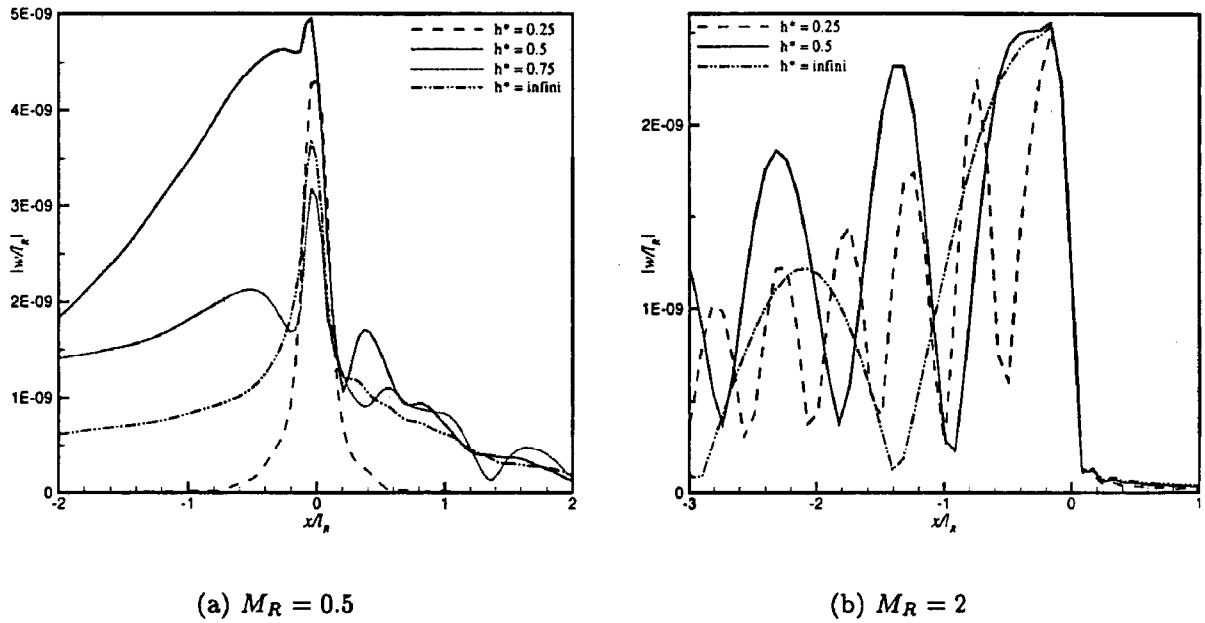 5E-09
4E-09
3E-09
2E-09
1E-09
0
|w/l_R|
-2
-1
0
1
2
x/l_R
h* = 0.25
h* = 0.5
h* = 0.75
h* = infini
(a) M_R = 0.5
2E-09
1E-09
0
|w/l_R|
-3
-2
-1
0
1
x/l_R
h* = 0.25
h* = 0.5
h* = infini
(b) M_R = 2